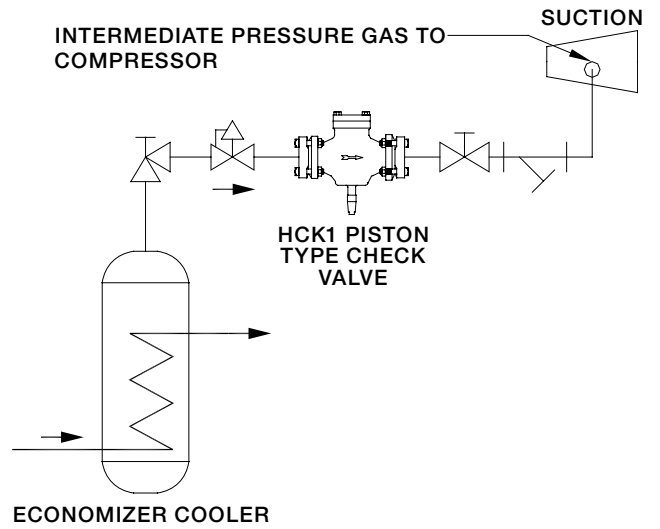 SUCTION
INTERMEDIATE PRESSURE GAS TO
COMPRESSOR
HCK1 PISTON
TYPE CHECK
VALVE
ECONOMIZER COOLER